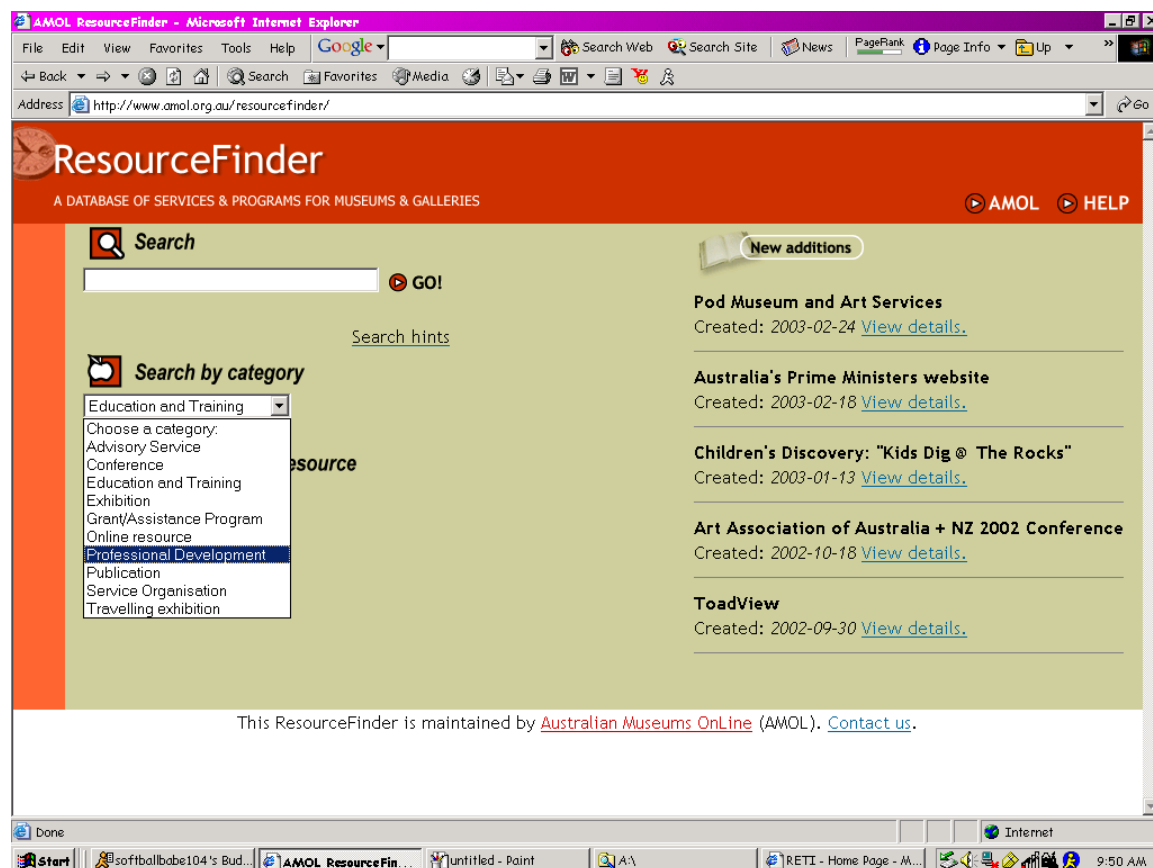 AMOL ResourceFinder - Microsoft Internet Explorer
File Edit View Favorites Tools Help Google Search Web Search Site News PageRank Page Info Up »
Back Search Favorites Media
Address http://www.amol.org.au/resourcefinder/ Go
ResourceFinder
A DATABASE OF SERVICES & PROGRAMS FOR MUSEUMS & GALLERIES
AMOL HELP
Search
GO!
Search hints
Search by category
Education and Training
Choose a category:
Advisory Service
Conference
Education and Training
Exhibition
Grant/Assistance Program
Online resource
Professional Development
Publication
Service Organisation
Travelling exhibition
New additions
Pod Museum and Art Services
Created: 2003-02-24 View details.
Australia's Prime Ministers website
Created: 2003-02-18 View details.
Children's Discovery: "Kids Dig @ The Rocks"
Created: 2003-01-13 View details.
Art Association of Australia + NZ 2002 Conference
Created: 2002-10-18 View details.
ToadView
Created: 2002-09-30 View details.
This ResourceFinder is maintained by Australian Museums OnLine (AMOL). Contact us.
Done Internet
Start softballbabe104's Bud... AMOL ResourceFin... untitled - Paint A:\ RETI - Home Page - M... 9:50 AM